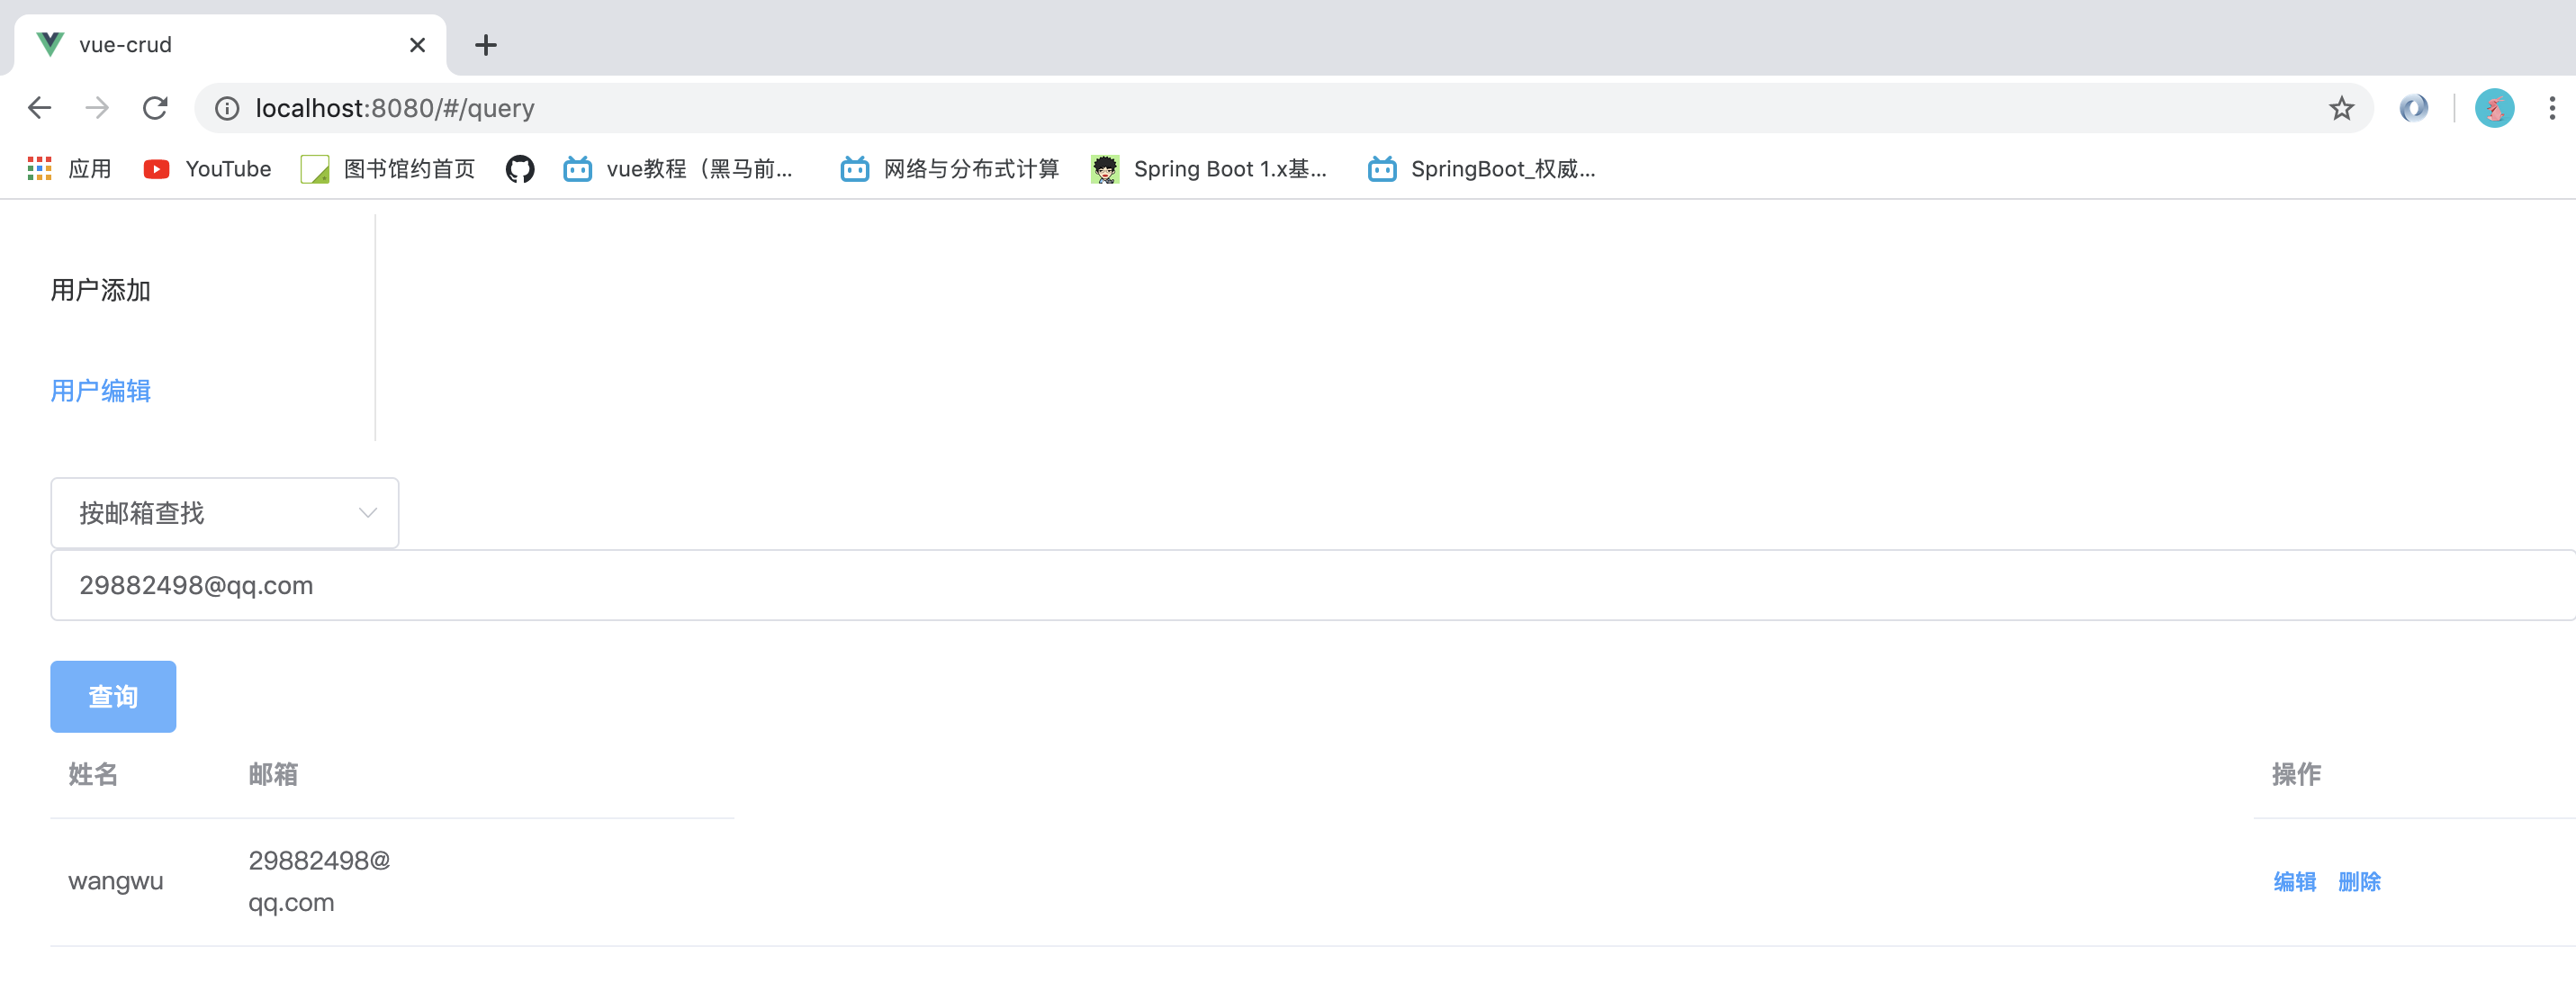 vue-crud
localhost:8080/#/query
应用 YouTube 图书馆约首页 vue教程（黑马前... 网络与分布式计算 Spring Boot 1.x基... SpringBoot_权威...
用户添加
用户编辑
按邮箱查找
29882498@qq.com
查询
姓名 邮箱 操作
wangwu 29882498@
qq.com
编辑 删除